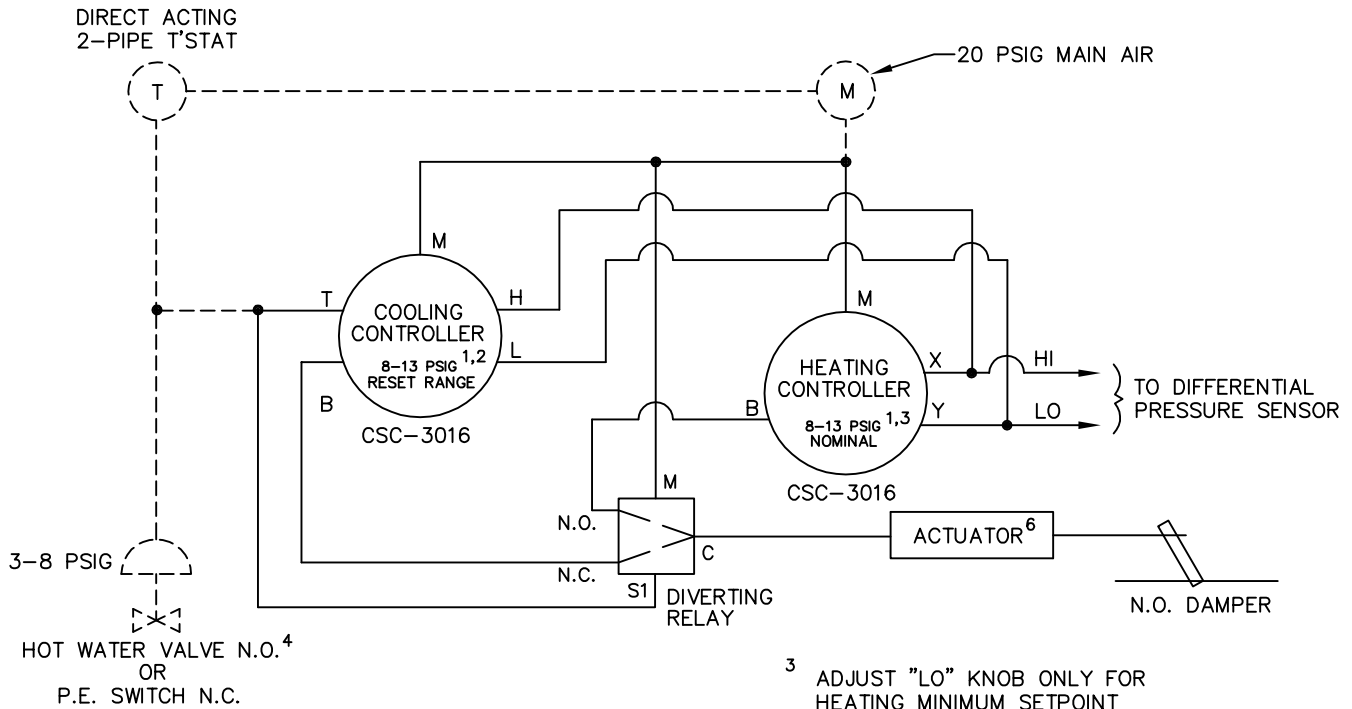 DIRECT ACTING
2-PIPE T'STAT
T
M
20 PSIG MAIN AIR
M
T
H
COOLING
CONTROLLER
8-13 PSIG 1,2
RESET RANGE
L
B
CSC-3016
M
X
HI
HEATING
CONTROLLER
8-13 PSIG 1,3
NOMINAL
B
Y
LO
CSC-3016
TO DIFFERENTIAL
PRESSURE SENSOR
M
N.O.
N.C.
C
S1
DIVERTING
RELAY
ACTUATOR 6
N.O. DAMPER
3-8 PSIG
HOT WATER VALVE N.O. 4
OR
P.E. SWITCH N.C.
3 ADJUST "LO" KNOB ONLY FOR
HEATING MINIMUM SETPOINT